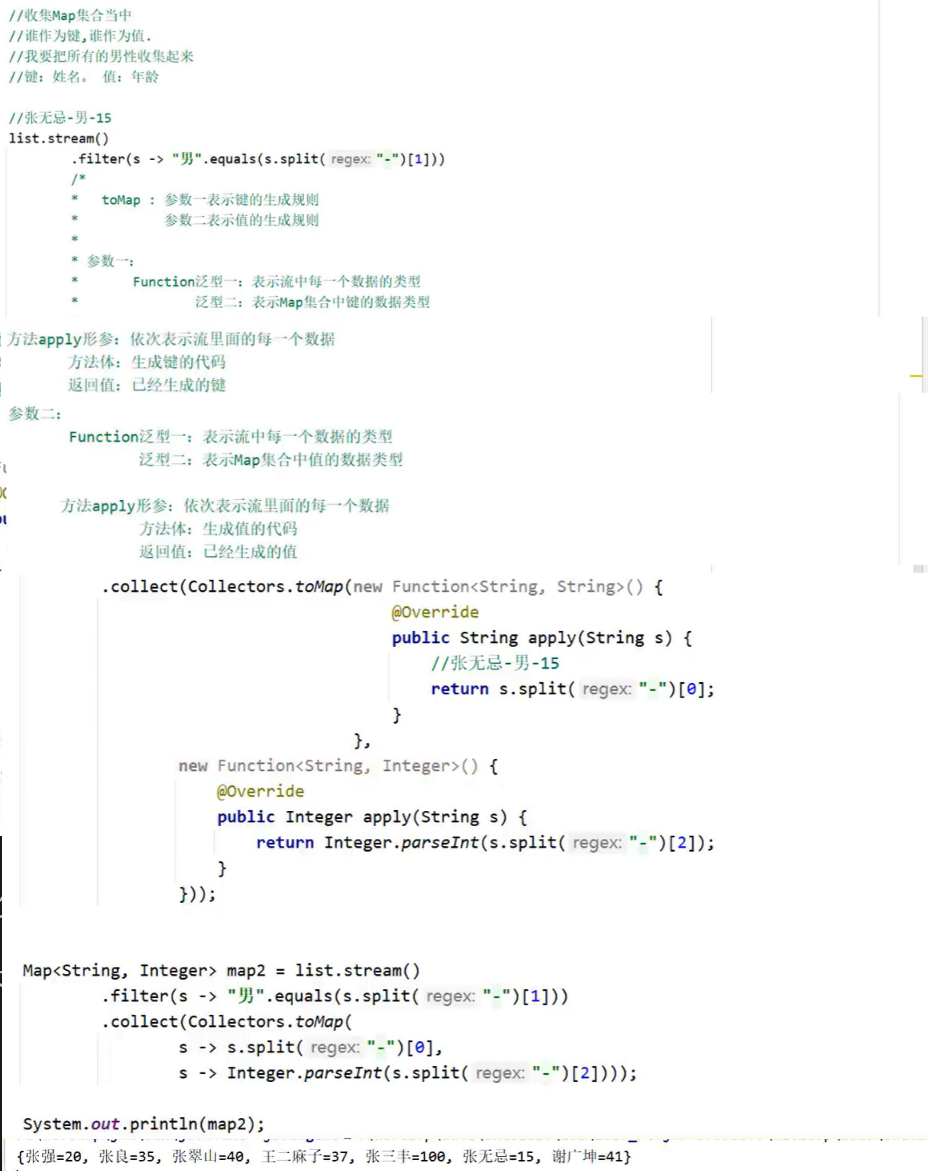 //收集Map集合当中
//谁作为键,谁作为值.
//我要把所有的男性收集起来
//键: 姓名。 值: 年龄
//张无忌-男-15
list.stream()
.filter(s -> "男".equals(s.split( regex: "-")[1]))
/*
* toMap : 参数一表示键的生成规则
* 参数二表示值的生成规则
*
* 参数一:
* Function泛型一: 表示流中每一个数据的类型
* 泛型二: 表示Map集合中键的数据类型
方法apply形参: 依次表示流里面的每一个数据
方法体: 生成键的代码
返回值: 已经生成的键
参数二:
Function泛型一: 表示流中每一个数据的类型
泛型二: 表示Map集合中值的数据类型
方法apply形参: 依次表示流里面的每一个数据
方法体: 生成值的代码
返回值: 已经生成的值
.collect(Collectors.toMap(new Function<String, String>() {
@Override
public String apply(String s) {
//张无忌-男-15
return s.split( regex: "-")[0];
}
},
new Function<String, Integer>() {
@Override
public Integer apply(String s) {
return Integer.parseInt(s.split( regex: "-")[2]);
}
}));
Map<String, Integer> map2 = list.stream()
.filter(s -> "男".equals(s.split( regex: "-")[1]))
.collect(Collectors.toMap(
s -> s.split( regex: "-")[0],
s -> Integer.parseInt(s.split( regex: "-")[2])));
System.out.println(map2);
{张强=20, 张良=35, 张翠山=40, 王二麻子=37, 张三丰=100, 张无忌=15, 谢广坤=41}